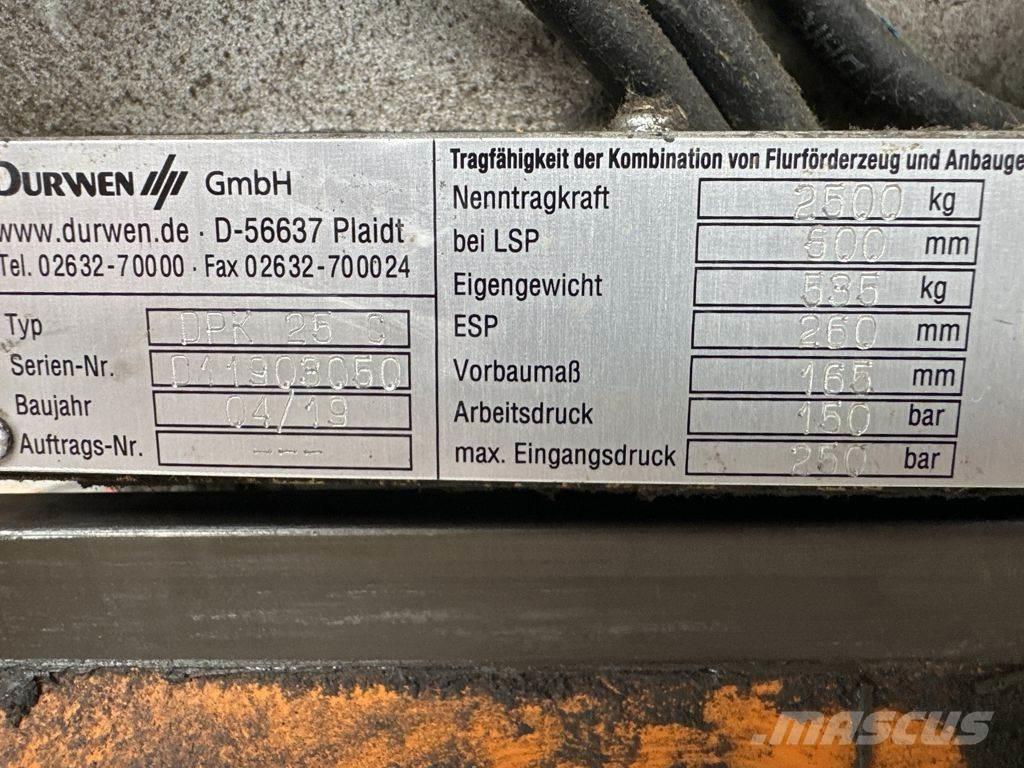 DURWEN GmbH
www.durwen.de · D-56637 Plaidt
Tel. 02632-70000 · Fax 02632-700024
Typ DPK 25 C
Serien-Nr. D11903050
Baujahr 04/19
Auftrags-Nr. ---
Tragfähigkeit der Kombination von Flurförderzeug und Anbauge
Nenntragkraft 2500 kg
bei LSP 600 mm
Eigengewicht 535 kg
ESP 260 mm
Vorbaumaß 165 mm
Arbeitsdruck 150 bar
max. Eingangsdruck 250 bar
MASCUS